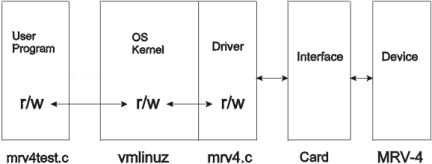 User
Program
OS
Kernel
Driver
Interface
Device
r/w
r/w
r/w
mrv4test.c
vmlinuz
mrv4.c
Card
MRV-4